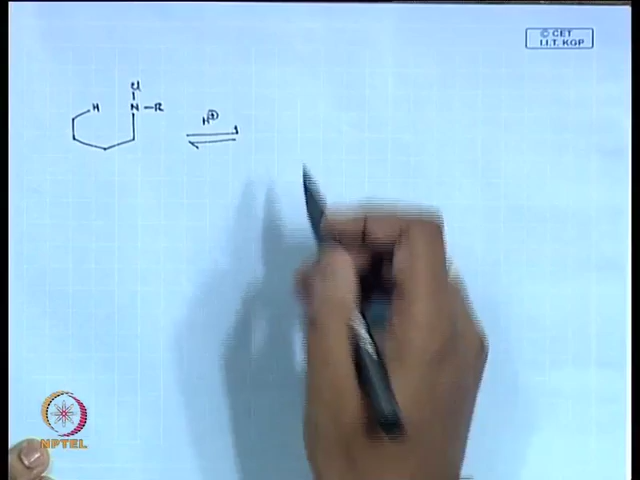 © CET
I.I.T. KGP
Cl
H N-R
H⊕
NPTEL